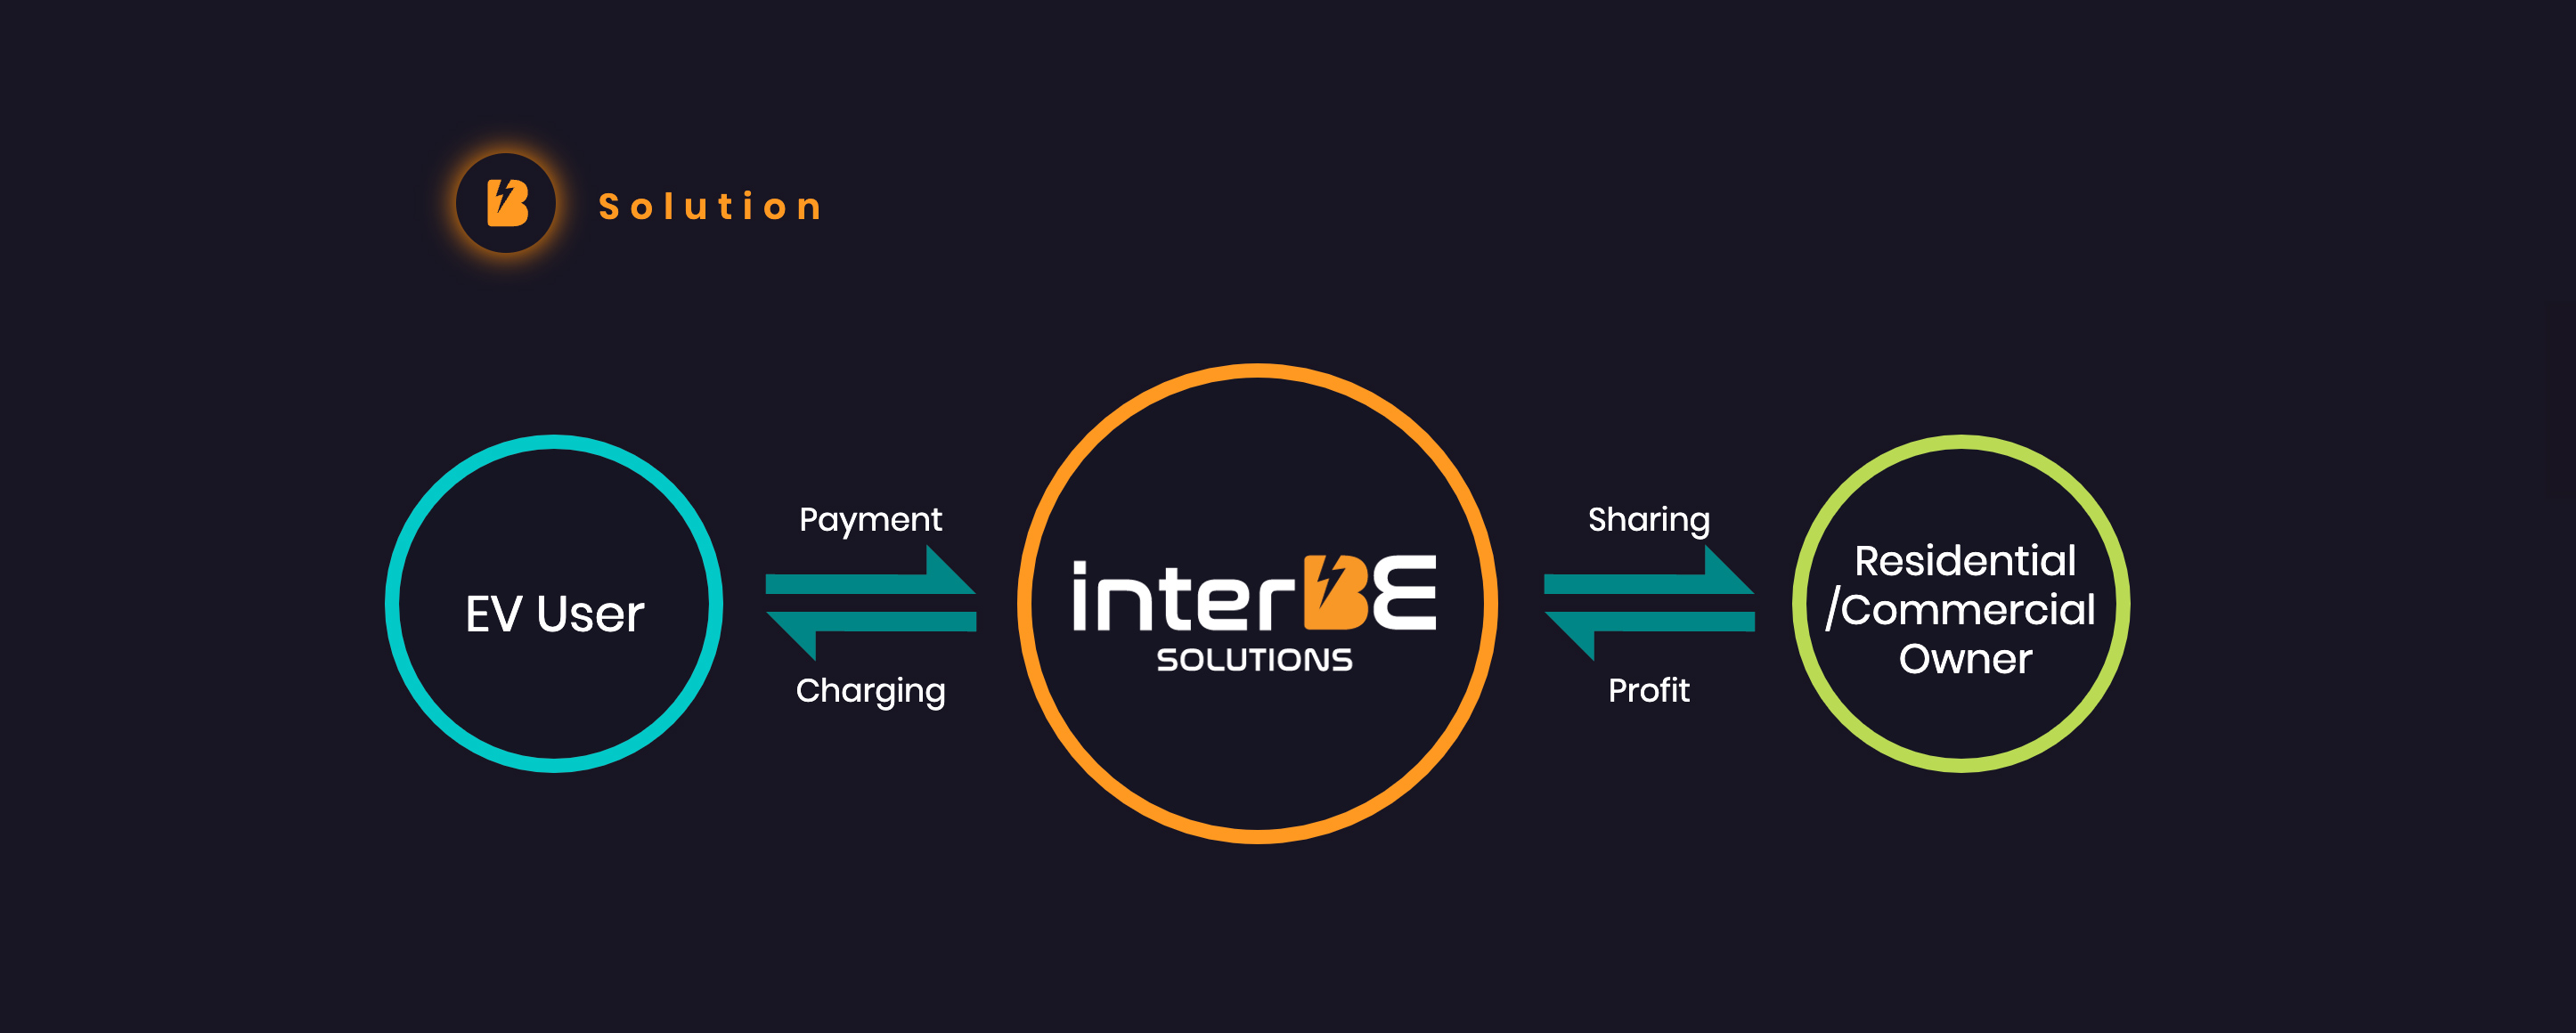 B Solution
EV User
Payment
Charging
interBE
SOLUTIONS
Sharing
Profit
Residential
/Commercial
Owner